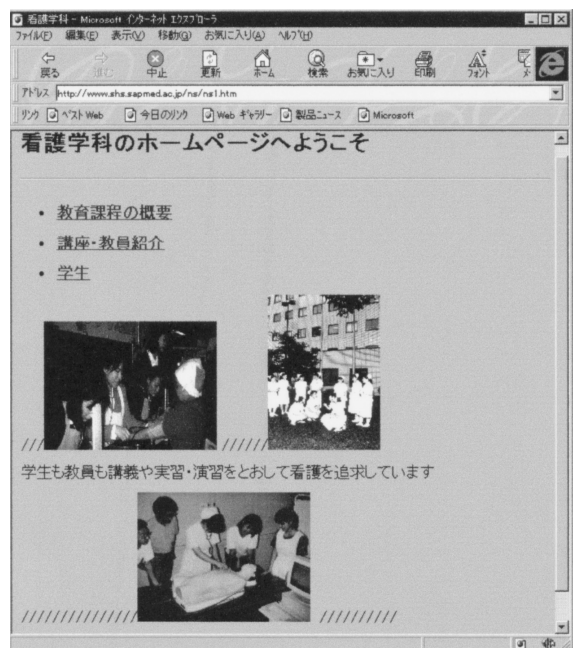 看護学科 - Microsoft インターネット エクスプローラ
ファイル(F) 編集(E) 表示(V) 移動(G) お気に入り(A) ヘルプ(H)
戻る 進む 中止 更新 ホーム 検索 お気に入り 印刷 フォント
アドレス http://www.shs.sapmed.ac.jp/ns/ns1.htm
リンク ベスト Web 今日のリンク Web ギャラリー 製品ニュース Microsoft
看護学科のホームページへようこそ
• 教育課程の概要
• 講座・教員紹介
• 学生
/// //////
学生も教員も講義や実習・演習をとおして看護を追求しています
/////////////// //////////